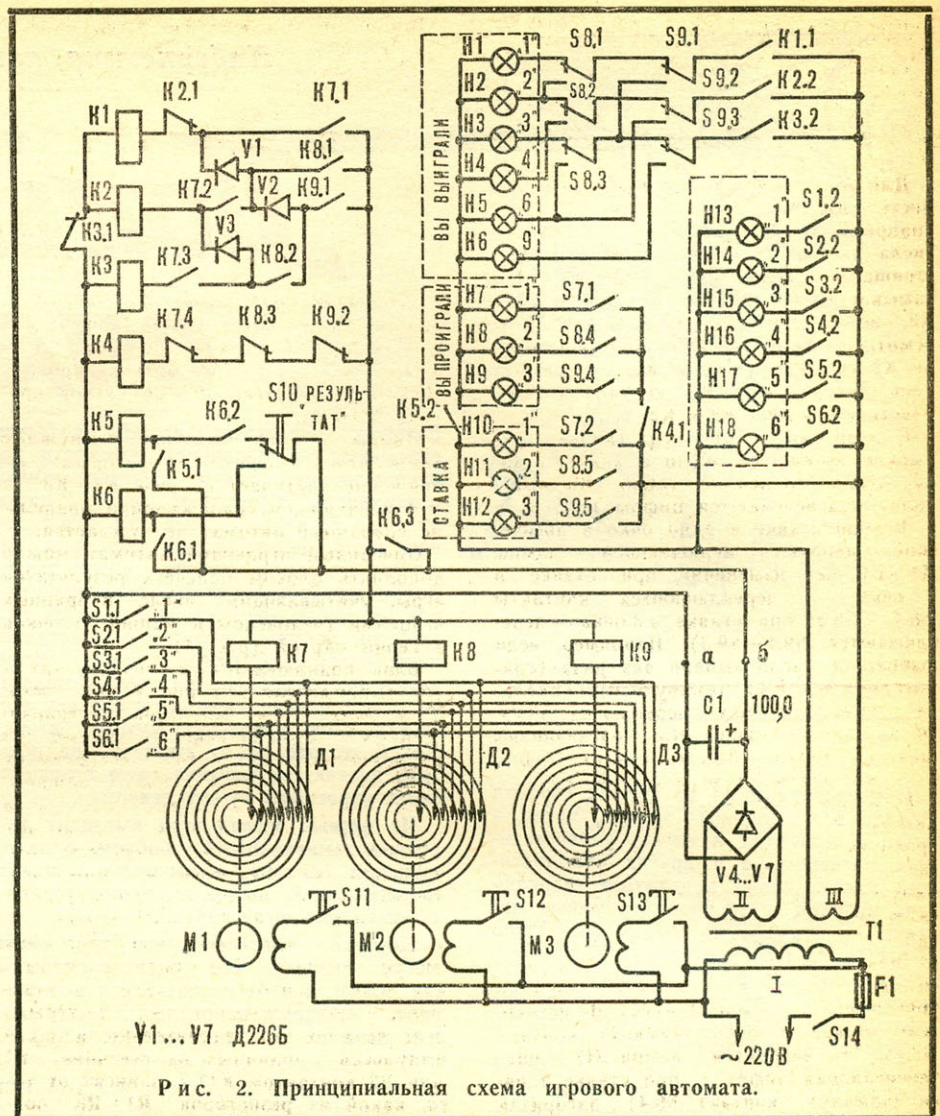 K1
K2.1
K7.1
V1
K8.1
K2
K7.2
V2
K9.1
K3.1
V3
K3
K7.3
K8.2
K4
K7.4
K8.3
K9.2
S10 "РЕЗУЛЬ-
ТАТ"
K5
K6.2
K5.1
K6
K6.1
K6.3
ВЫ ВЫИГРАЛИ
H1 „1"
H2 „2"
H3 „3"
H4 „4"
H5 „6"
H6 „9"
S8.1
S9.1
K1.1
S8.2
S9.2
K2.2
S9.3
K3.2
S8.3
ВЫ ПРОИГРАЛИ
H7 „1"
S7.1
H8 „2"
S8.4
H9 „3"
S9.4
K5.2
K4.1
СТАВКА
H10 „1"
S7.2
H11 „2"
S8.5
H12 „3"
S9.5
H13 „1" S1.2
H14 „2" S2.2
H15 „3" S3.2
H16 „4" S4.2
H17 „5" S5.2
H18 „6" S6.2
S1.1 „1"
S2.1 „2"
S3.1 „3"
S4.1 „4"
S5.1 „5"
S6.1 „6"
K7
K8
K9
Д1
Д2
Д3
а
б
C1
100,0
+
V4...V7
II
III
T1
I
F1
S14
~220В
M1
S11
M2
S12
M3
S13
V1...V7 Д226Б
Рис. 2. Принципиальная схема игрового автомата.